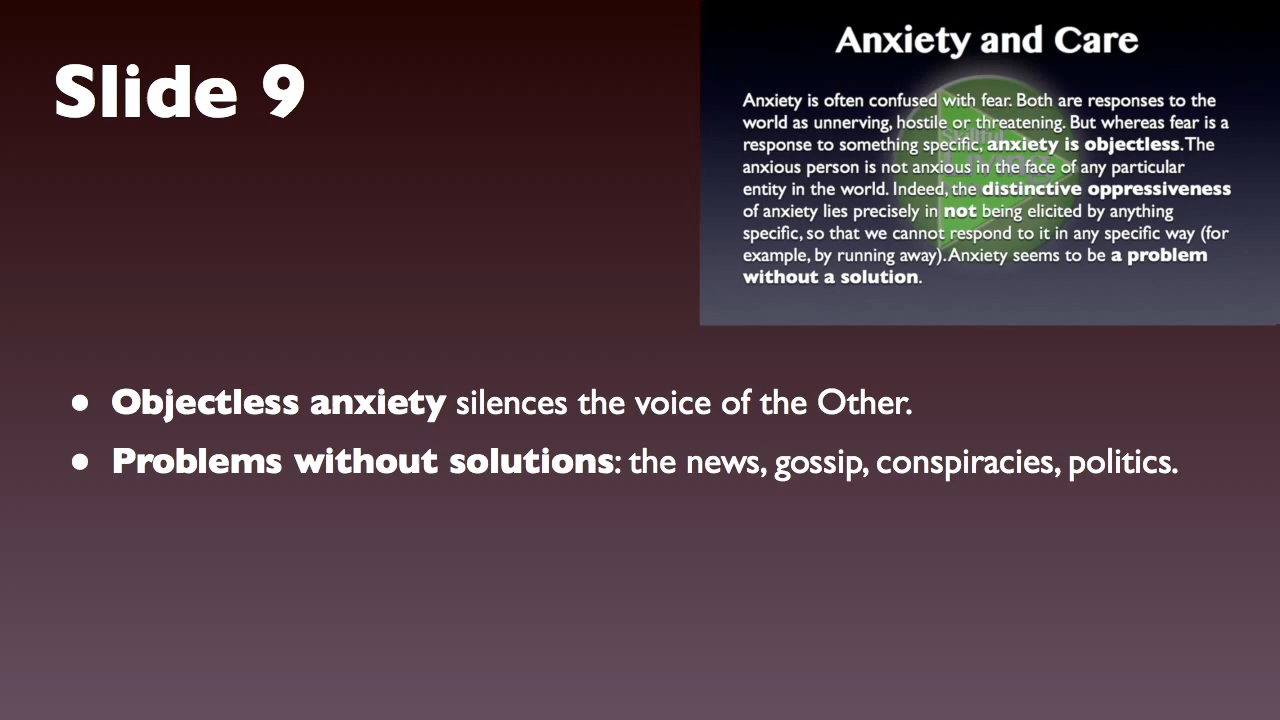 Slide 9
Anxiety and Care
Anxiety is often confused with fear. Both are responses to the
world as unnerving, hostile or threatening. But whereas fear is a
response to something specific, anxiety is objectless. The
anxious person is not anxious in the face of any particular
entity in the world. Indeed, the distinctive oppressiveness
of anxiety lies precisely in not being elicited by anything
specific, so that we cannot respond to it in any specific way (for
example, by running away). Anxiety seems to be a problem
without a solution.
Skillful
Living
• Objectless anxiety silences the voice of the Other.
• Problems without solutions: the news, gossip, conspiracies, politics.